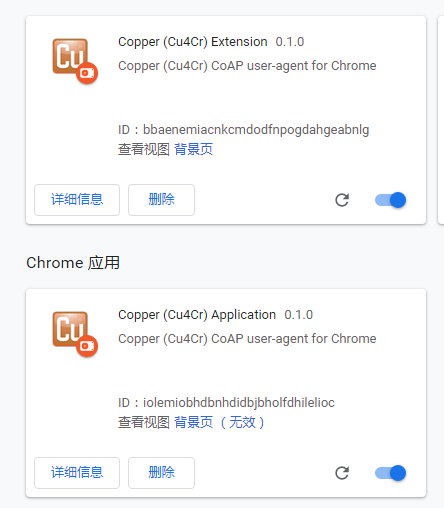 Cu
Copper (Cu4Cr) Extension 0.1.0
Copper (Cu4Cr) CoAP user-agent for Chrome
ID：bbaenemiacnkcmdodfnpogdahgeabnlg
查看视图 背景页
详细信息 删除
Chrome 应用
Cu
Copper (Cu4Cr) Application 0.1.0
Copper (Cu4Cr) CoAP user-agent for Chrome
ID：iolemiobhdbnhdidbjbholfdhilelioc
查看视图 背景页 （无效）
详细信息 删除